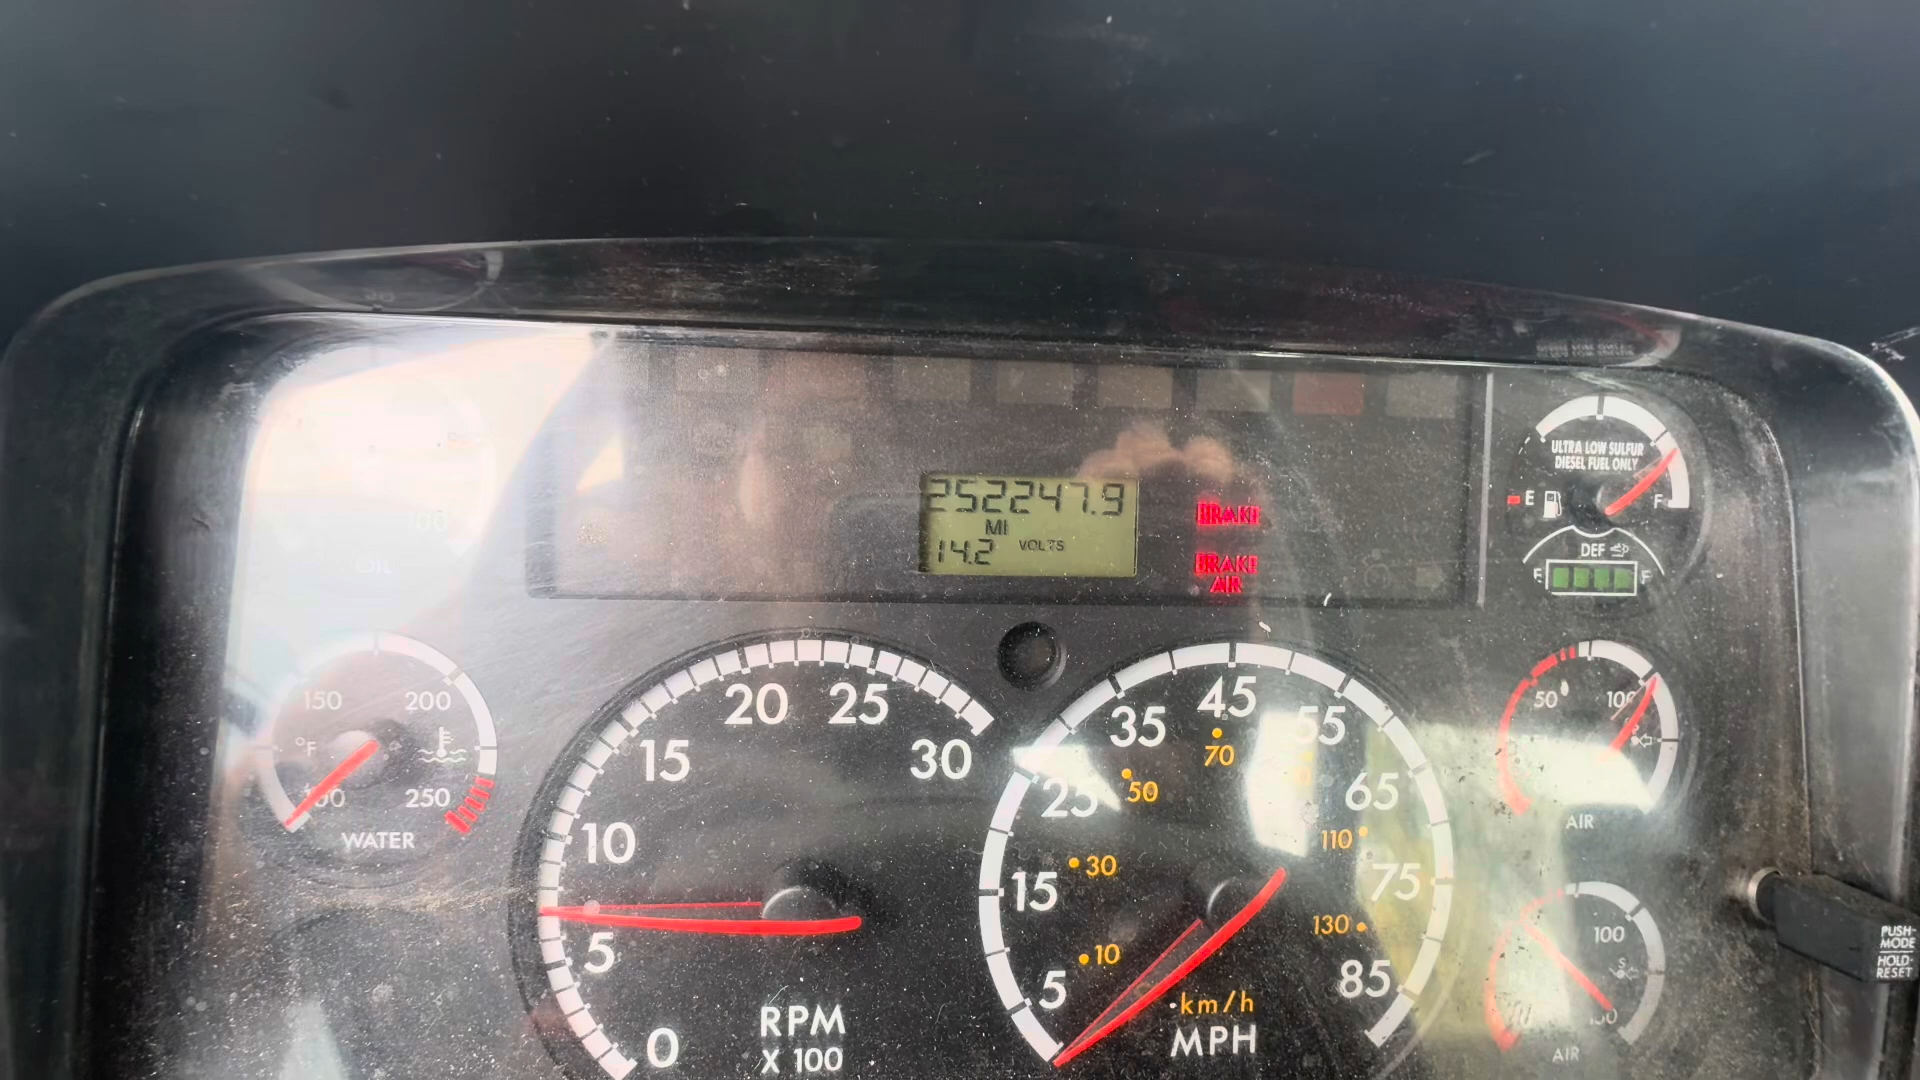 252247.9
MI
14.2 VOLTS
BRAKE
BRAKE
AIR
ULTRA LOW SULFUR
DIESEL FUEL ONLY
E F
DEF
E F
OIL
150 200
°F
100 250
WATER
0 5 10 15 20 25 30
RPM
X 100
5 15 25 35 45 55 65 75 85
10 30 50 70 110 130
km/h
MPH
50 100
AIR
100
S
AIR
PUSH-
MODE
HOLD-
RESET